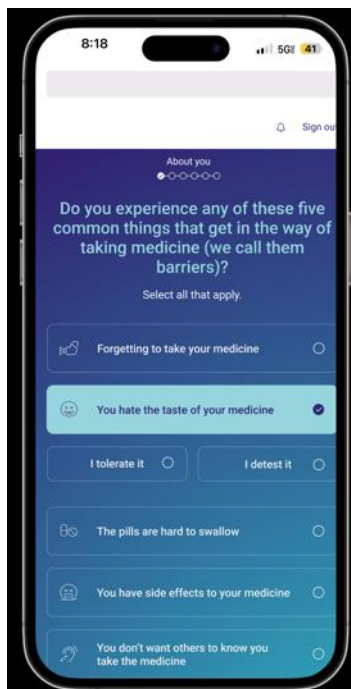 8:18
5G
41
Sign ou
About you
Do you experience any of these five
common things that get in the way of
taking medicine (we call them
barriers)?
Select all that apply.
Forgetting to take your medicine
You hate the taste of your medicine
I tolerate it
I detest it
The pills are hard to swallow
You have side effects to your medicine
You don't want others to know you
take the medicine